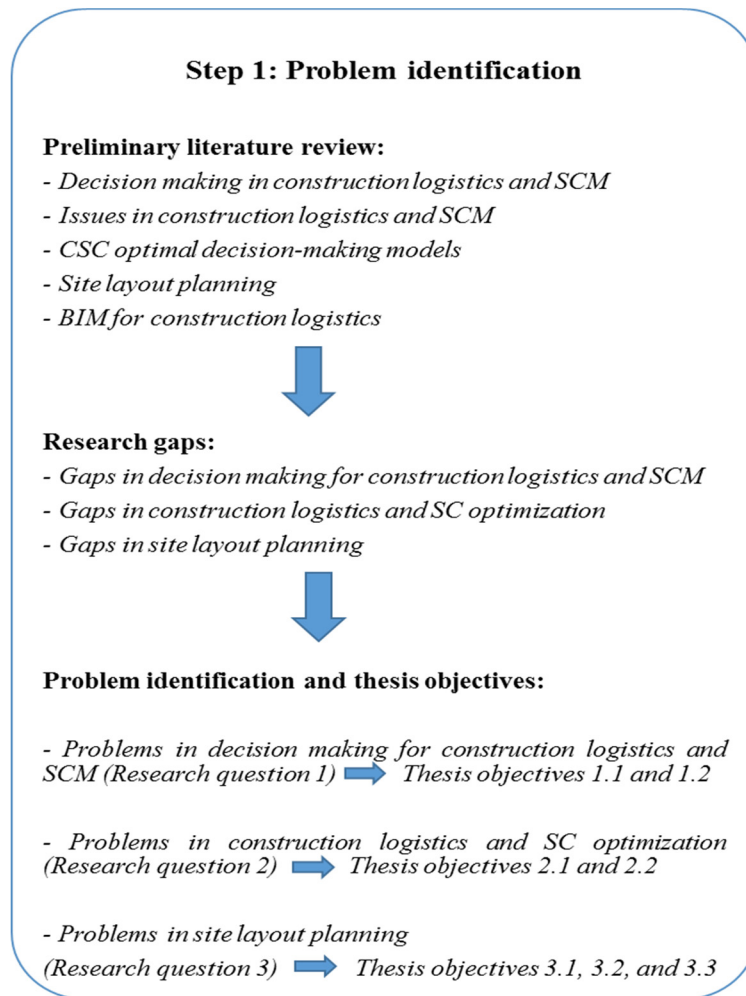 Step 1: Problem identification
Preliminary literature review:
- Decision making in construction logistics and SCM
- Issues in construction logistics and SCM
- CSC optimal decision-making models
- Site layout planning
- BIM for construction logistics
Research gaps:
- Gaps in decision making for construction logistics and SCM
- Gaps in construction logistics and SC optimization
- Gaps in site layout planning
Problem identification and thesis objectives:
- Problems in decision making for construction logistics and
SCM (Research question 1) Thesis objectives 1.1 and 1.2
- Problems in construction logistics and SC optimization
(Research question 2) Thesis objectives 2.1 and 2.2
- Problems in site layout planning
(Research question 3) Thesis objectives 3.1, 3.2, and 3.3